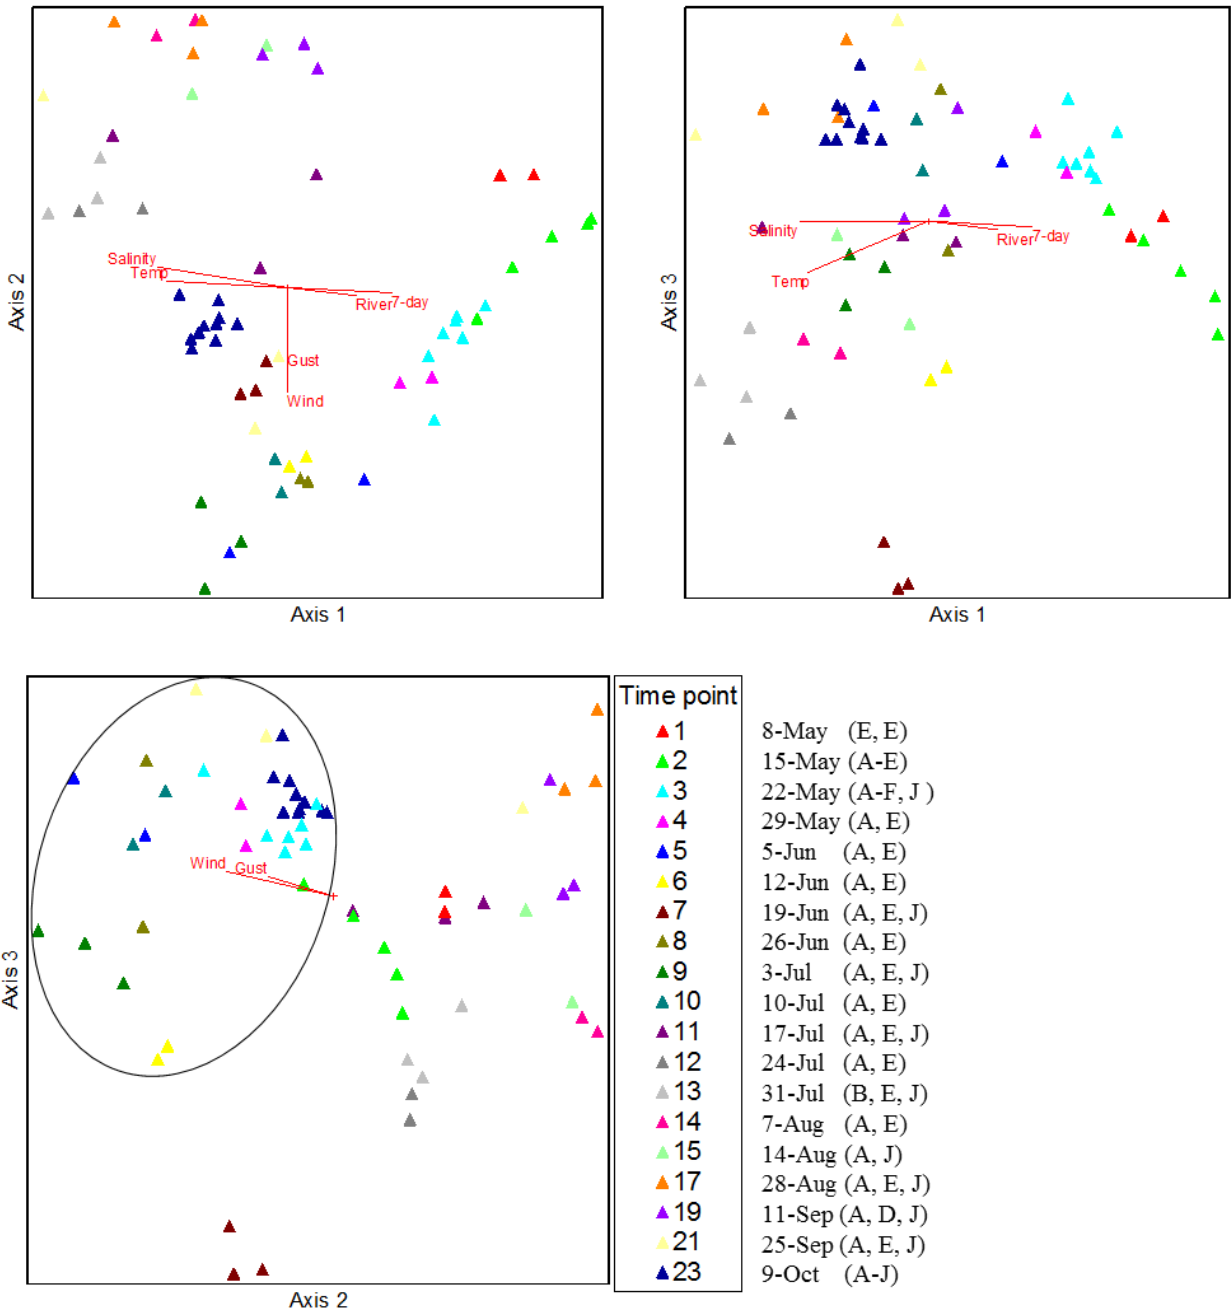 Axis 2
Salinity
Temp
River
7-day
Gust
Wind
Axis 1
Axis 3
Salinity
Temp
River
7-day
Axis 1
Axis 3
Wind
Gust
Axis 2
Time point
1 8-May (E, E)
2 15-May (A-E)
3 22-May (A-F, J )
4 29-May (A, E)
5 5-Jun (A, E)
6 12-Jun (A, E)
7 19-Jun (A, E, J)
8 26-Jun (A, E)
9 3-Jul (A, E, J)
10 10-Jul (A, E)
11 17-Jul (A, E, J)
12 24-Jul (A, E)
13 31-Jul (B, E, J)
14 7-Aug (A, E)
15 14-Aug (A, J)
17 28-Aug (A, E, J)
19 11-Sep (A, D, J)
21 25-Sep (A, E, J)
23 9-Oct (A-J)